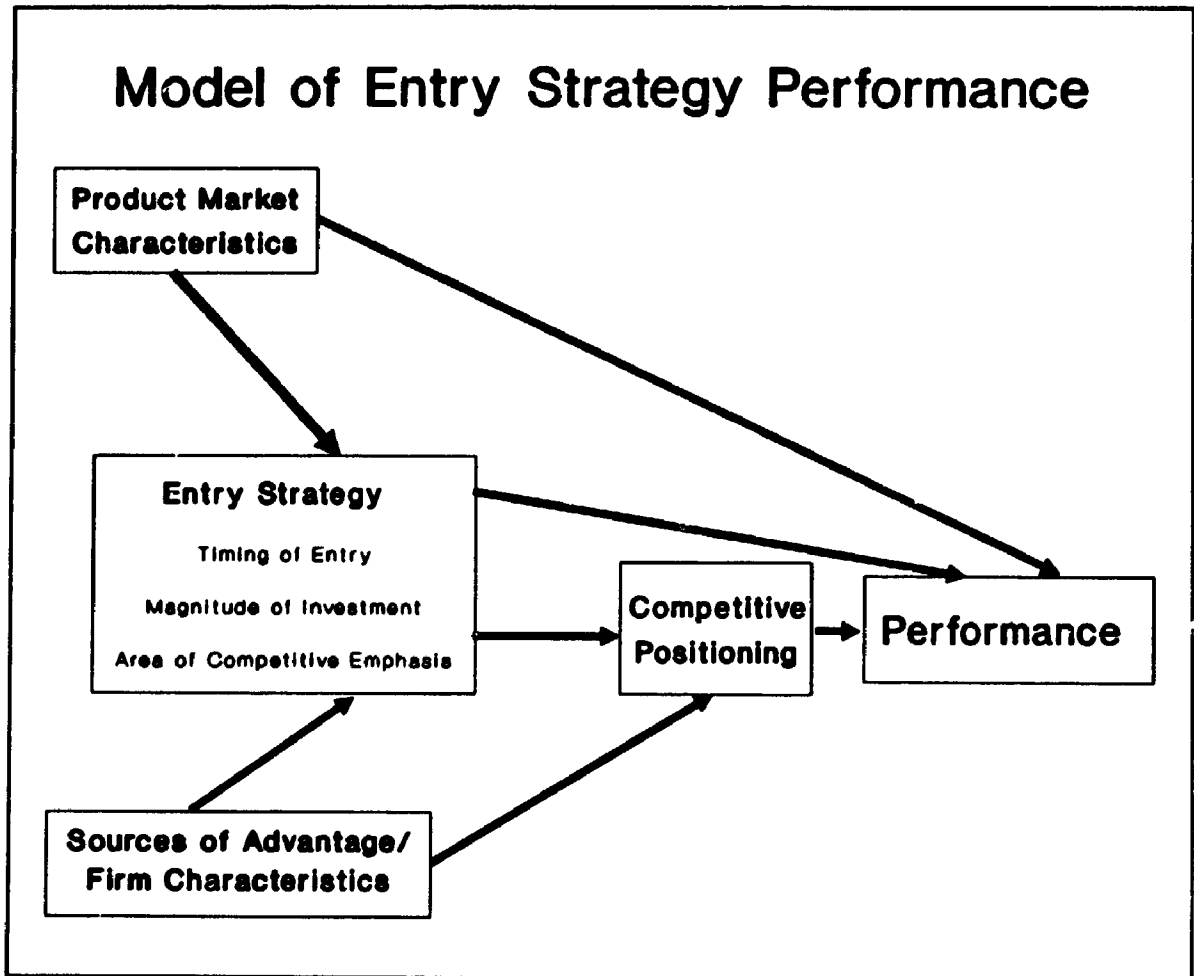 Model of Entry Strategy Performance
Product Market
Characteristics
Entry Strategy
Timing of Entry
Magnitude of Investment
Area of Competitive Emphasis
Competitive
Positioning
Performance
Sources of Advantage/
Firm Characteristics